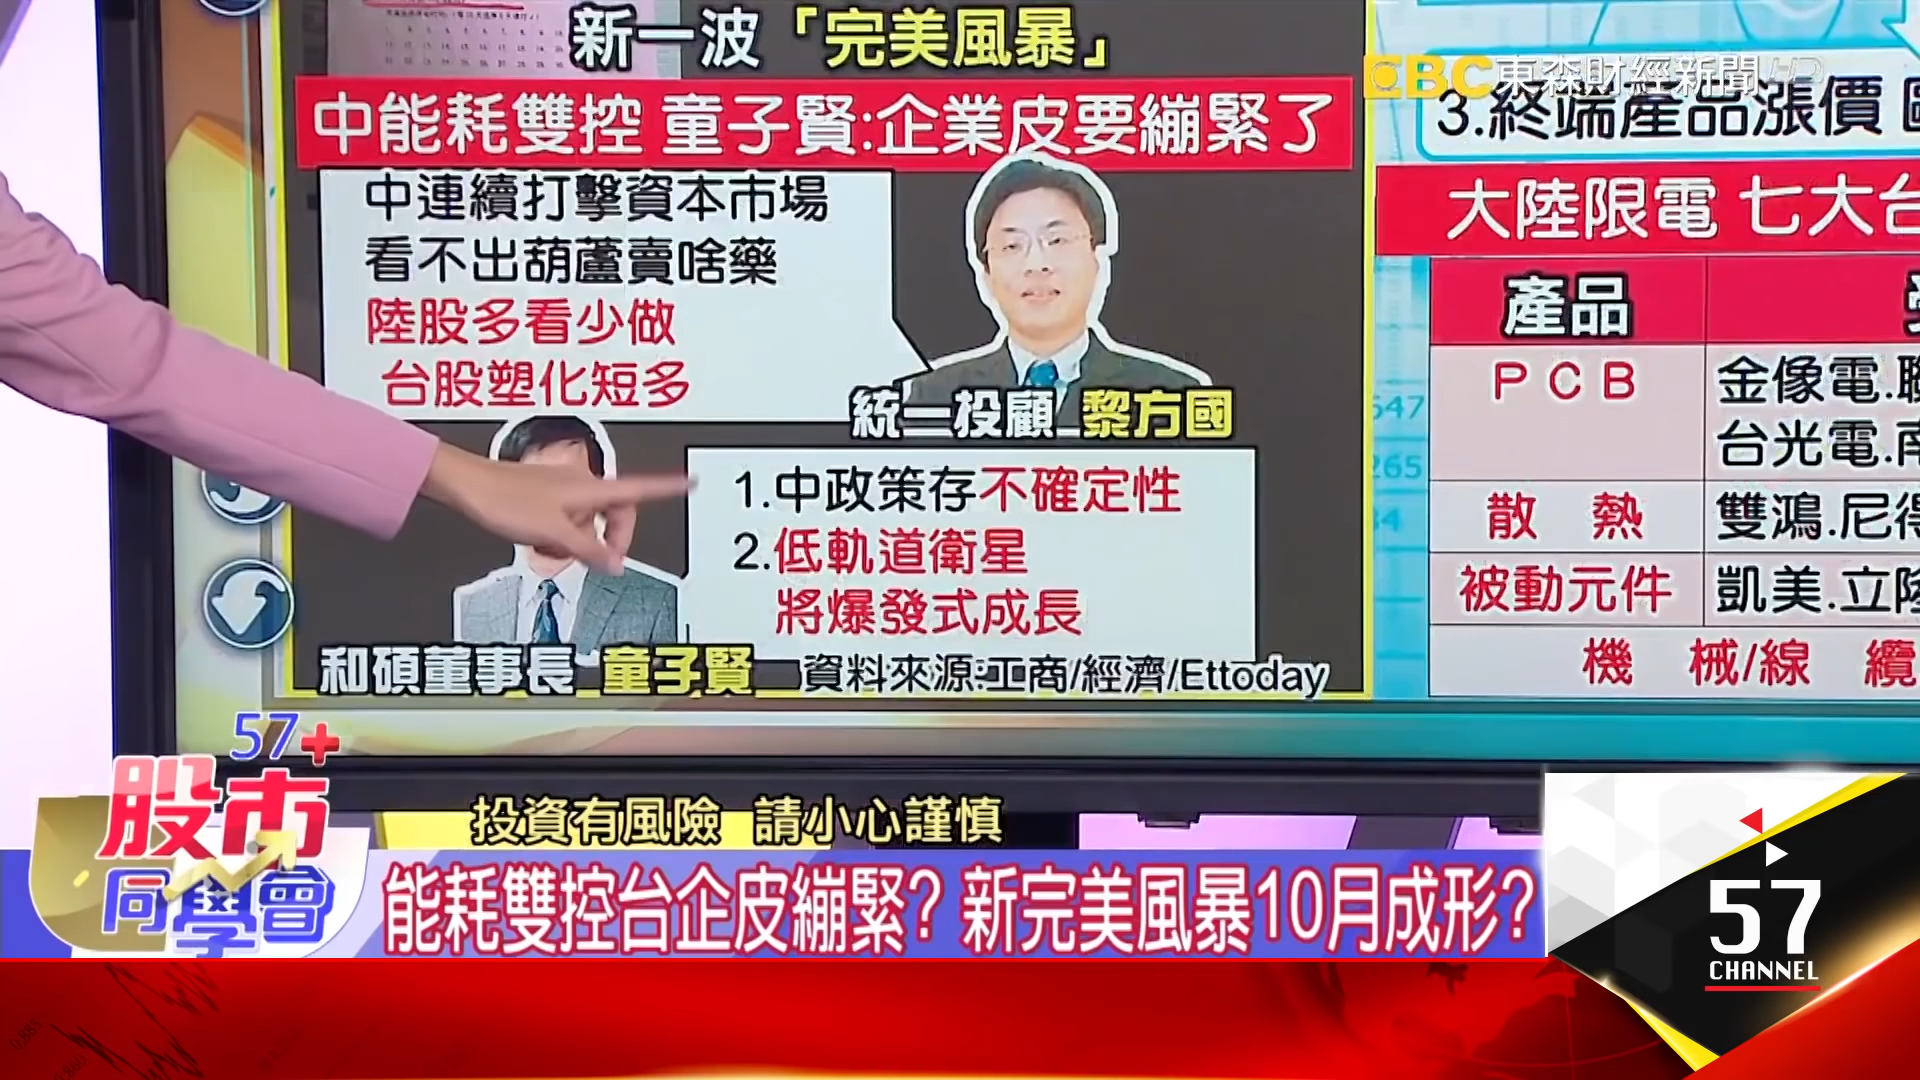 新一波「完美風暴」
中能耗雙控 童子賢:企業皮要繃緊了
中連續打擊資本市場
看不出葫蘆賣啥藥
陸股多看少做
台股塑化短多
統一投顧 黎方國
1.中政策存不確定性
2.低軌道衛星
將爆發式成長
和碩董事長 童子賢
資料來源:工商/經濟/Ettoday
EBC 東森財經新聞 HD
3.終端產品漲價
大陸限電 七大台
產品
PCB
金像電.聯
台光電.南
散 熱
雙鴻.尼得
被動元件
凱美.立隆
機 械/線 纜
547
265
34
57+
股市
同學會
投資有風險 請小心謹慎
能耗雙控台企皮繃緊? 新完美風暴10月成形?
57
CHANNEL